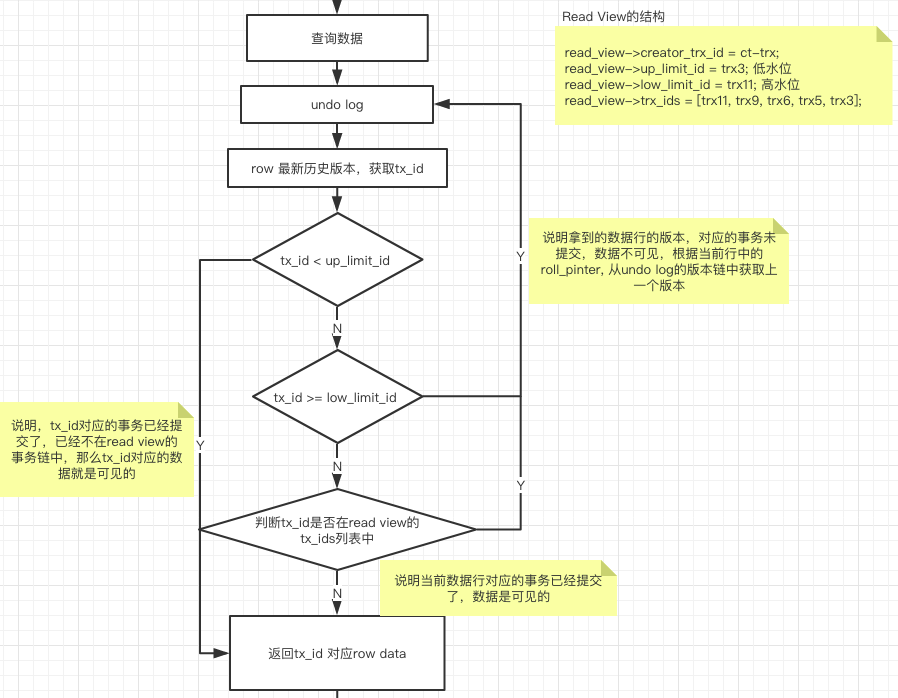 Read View的结构
read_view->creator_trx_id = ct-trx;
read_view->up_limit_id = trx3; 低水位
read_view->low_limit_id = trx11; 高水位
read_view->trx_ids = [trx11, trx9, trx6, trx5, trx3];
查询数据
undo log
row 最新历史版本，获取tx_id
tx_id < up_limit_id
说明拿到的数据行的版本，对应的事务未
提交，数据不可见，根据当前行中的
roll_pinter, 从undo log的版本链中获取上
一个版本
Y
N
tx_id >= low_limit_id
说明，tx_id对应的事务已经提
交了，已经不在read view的
事务链中，那么tx_id对应的数
据就是可见的
Y
N
Y
判断tx_id是否在read view的
tx_ids列表中
说明当前数据行对应的事务已经提交
了，数据是可见的
N
返回tx_id 对应row data